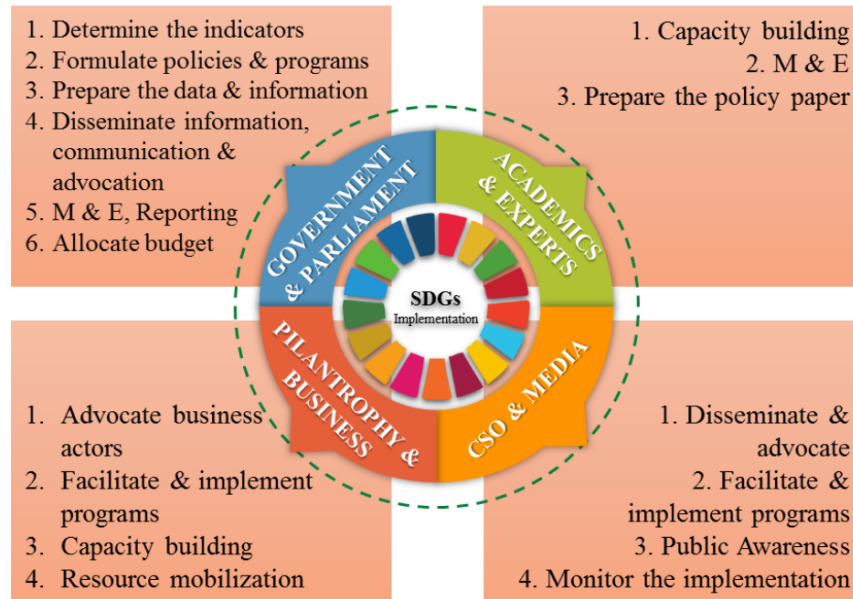 1. Determine the indicators
2. Formulate policies & programs
3. Prepare the data & information
4. Disseminate information,
communication &
advocation
5. M & E, Reporting
6. Allocate budget
1. Capacity building
2. M & E
3. Prepare the policy paper
GOVERNMENT
& PARLIAMENT
ACADEMICS
& EXPERTS
SDGs
Implementation
PILANTROPHY &
BUSINESS
CSO & MEDIA
1. Advocate business
actors
2. Facilitate & implement
programs
3. Capacity building
4. Resource mobilization
1. Disseminate &
advocate
2. Facilitate &
implement programs
3. Public Awareness
4. Monitor the implementation